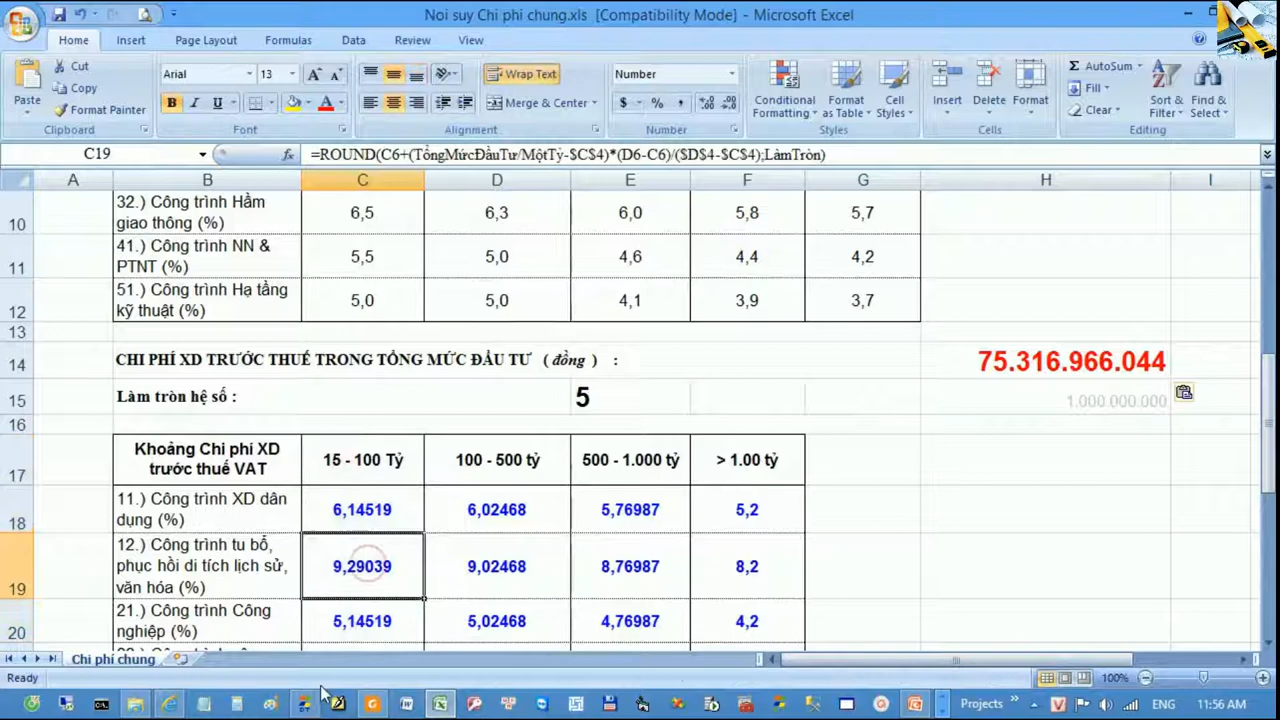 Noi suy Chi phi chung.xls [Compatibility Mode] - Microsoft Excel
Home Insert Page Layout Formulas Data Review View
Paste
Cut
Copy
Format Painter
Clipboard
Arial 13
B I U
Font
Wrap Text
Merge & Center
Alignment
Number
$ % ,
Number
Conditional Formatting
Format as Table
Cell Styles
Styles
Insert Delete Format
Cells
AutoSum
Fill
Clear
Sort & Filter
Find & Select
Editing
C19 =ROUND(C6+(TổngMứcĐầuTư/MộtTỷ-$C$4)*(D6-C6)/($D$4-$C$4);LàmTròn)
A B C D E F G H I
10 32.) Công trình Hầm giao thông (%) 6,5 6,3 6,0 5,8 5,7
11 41.) Công trình NN & PTNT (%) 5,5 5,0 4,6 4,4 4,2
12 51.) Công trình Hạ tầng kỹ thuật (%) 5,0 5,0 4,1 3,9 3,7
13
14 CHI PHÍ XD TRƯỚC THUẾ TRONG TỔNG MỨC ĐẦU TƯ ( đồng ) : 75.316.966.044
15 Làm tròn hệ số : 5 1.000.000.000
16
17 Khoảng Chi phí XD trước thuế VAT 15 - 100 Tỷ 100 - 500 tỷ 500 - 1.000 tỷ > 1.00 tỷ
18 11.) Công trình XD dân dụng (%) 6,14519 6,02468 5,76987 5,2
19 12.) Công trình tu bổ, phục hồi di tích lịch sử, văn hóa (%) 9,29039 9,02468 8,76987 8,2
20 21.) Công trình Công nghiệp (%) 5,14519 5,02468 4,76987 4,2
Chi phí chung
Ready 100%
Projects ENG 11:56 AM